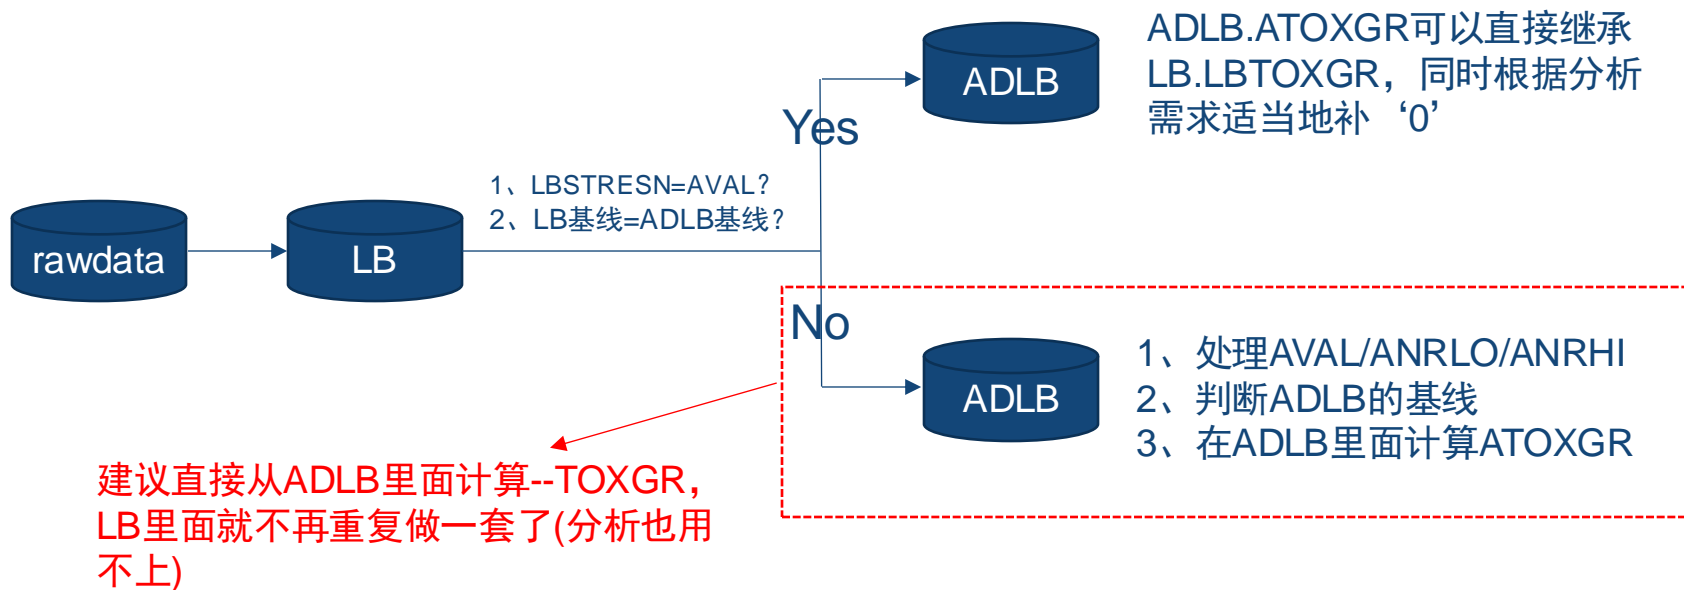 ADLB
ADLB.ATOXGR可以直接继承
LB.LBTOXGR，同时根据分析
需求适当地补‘0’
Yes
1、LBSTRESN=AVAL？
2、LB基线=ADLB基线？
rawdata
LB
No
ADLB
1、处理AVAL/ANRLO/ANRHI
2、判断ADLB的基线
3、在ADLB里面计算ATOXGR
建议直接从ADLB里面计算--TOXGR，
LB里面就不再重复做一套了(分析也用
不上)